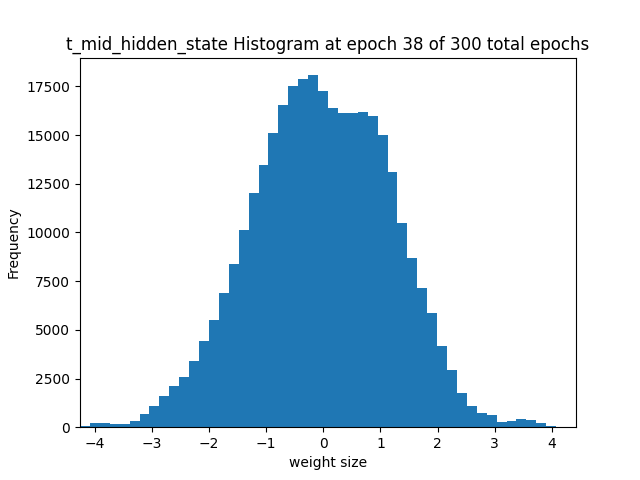 t_mid_hidden_state Histogram at epoch 38 of 300 total epochs
17500
15000
12500
10000
7500
5000
2500
0
Frequency
−4 −3 −2 −1 0 1 2 3 4
weight size